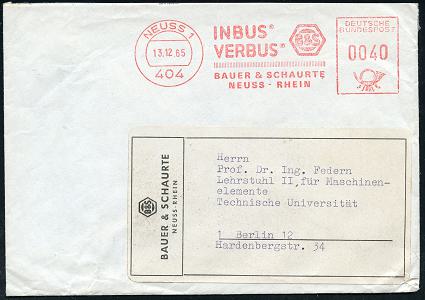 NEUSS 1
13.12.65
404
INBUS®
VERBUS®
B&S
BAUER & SCHAURTE
NEUSS - RHEIN
DEUTSCHE
BUNDESPOST
0040
B&S
BAUER & SCHAURTE
NEUSS-RHEIN
Herrn
Prof. Dr. Ing. Federn
Lehrstuhl II, für Maschinen-
elemente
Technische Universität
1 Berlin 12
Hardenbergstr. 34